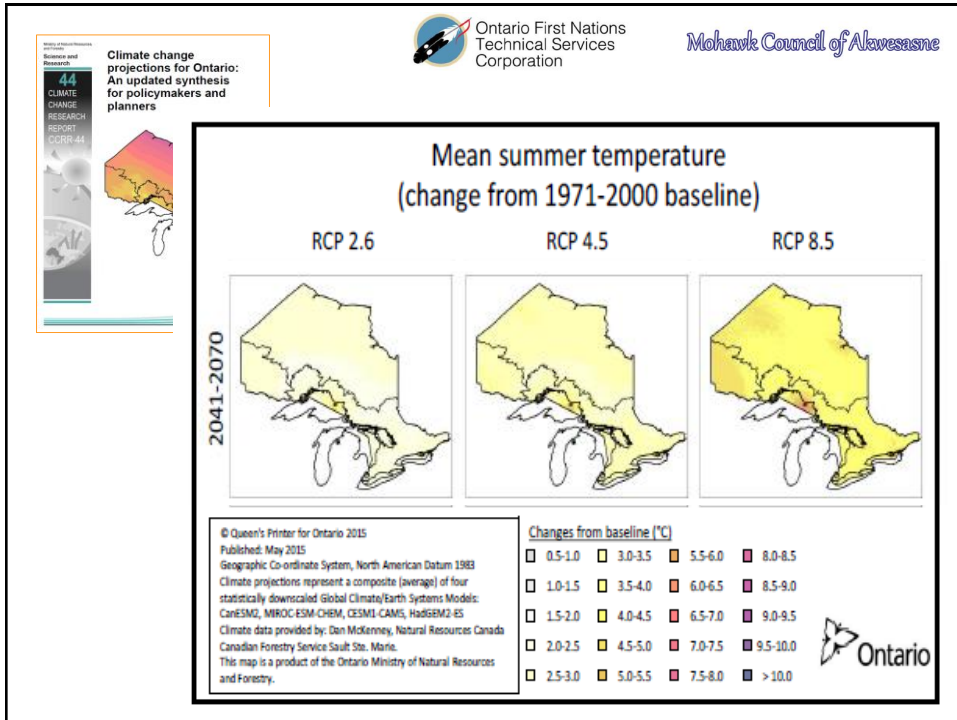 Ministry of Natural Resources
and Forestry
Science and
Research
44
CLIMATE
CHANGE
RESEARCH
REPORT
CCRR-44
Climate change
projections for Ontario:
An updated synthesis
for policymakers and
planners
Ontario First Nations
Technical Services
Corporation
Mohawk Council of Akwesasne
Mean summer temperature
(change from 1971-2000 baseline)
RCP 2.6
RCP 4.5
RCP 8.5
2041-2070
© Queen's Printer for Ontario 2015
Published: May 2015
Geographic Co-ordinate System, North American Datum 1983
Climate projections represent a composite (average) of four
statistically downscaled Global Climate/Earth Systems Models:
CanESM2, MIROC-ESM-CHEM, CESM1-CAM5, HadGEM2-ES
Climate data provided by: Dan McKenney, Natural Resources Canada
Canadian Forestry Service Sault Ste. Marie.
This map is a product of the Ontario Ministry of Natural Resources
and Forestry.
Changes from baseline (°C)
0.5-1.0 3.0-3.5 5.5-6.0 8.0-8.5
1.0-1.5 3.5-4.0 6.0-6.5 8.5-9.0
1.5-2.0 4.0-4.5 6.5-7.0 9.0-9.5
2.0-2.5 4.5-5.0 7.0-7.5 9.5-10.0
2.5-3.0 5.0-5.5 7.5-8.0 > 10.0
Ontario